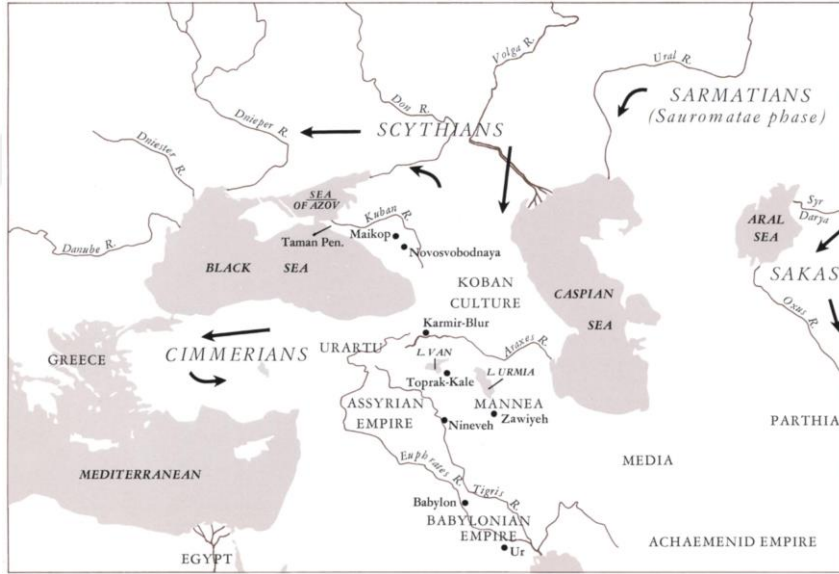 Volga R.
Ural R.
Don R.
SARMATIANS
(Sauromatae phase)
Dnieper R.
SCYTHIANS
Dniester R.
SEA
OF AZOV
Kuban R.
Syr
Darya
ARAL
SEA
Danube R.
Taman Pen.
Maikop
Novosvobodnaya
BLACK SEA
SAKAS
KOBAN
CULTURE
CASPIAN
SEA
Oxus R.
Karmir-Blur
GREECE
CIMMERIANS
URARTU
Araxes R.
L. VAN
L. URMIA
Toprak-Kale
ASSYRIAN
EMPIRE
MANNEA
Zawiyeh
Nineveh
PARTHIA
MEDITERRANEAN
Euphrates R.
MEDIA
Tigris R.
Babylon
BABYLONIAN
EMPIRE
Ur
ACHAEMENID EMPIRE
EGYPT